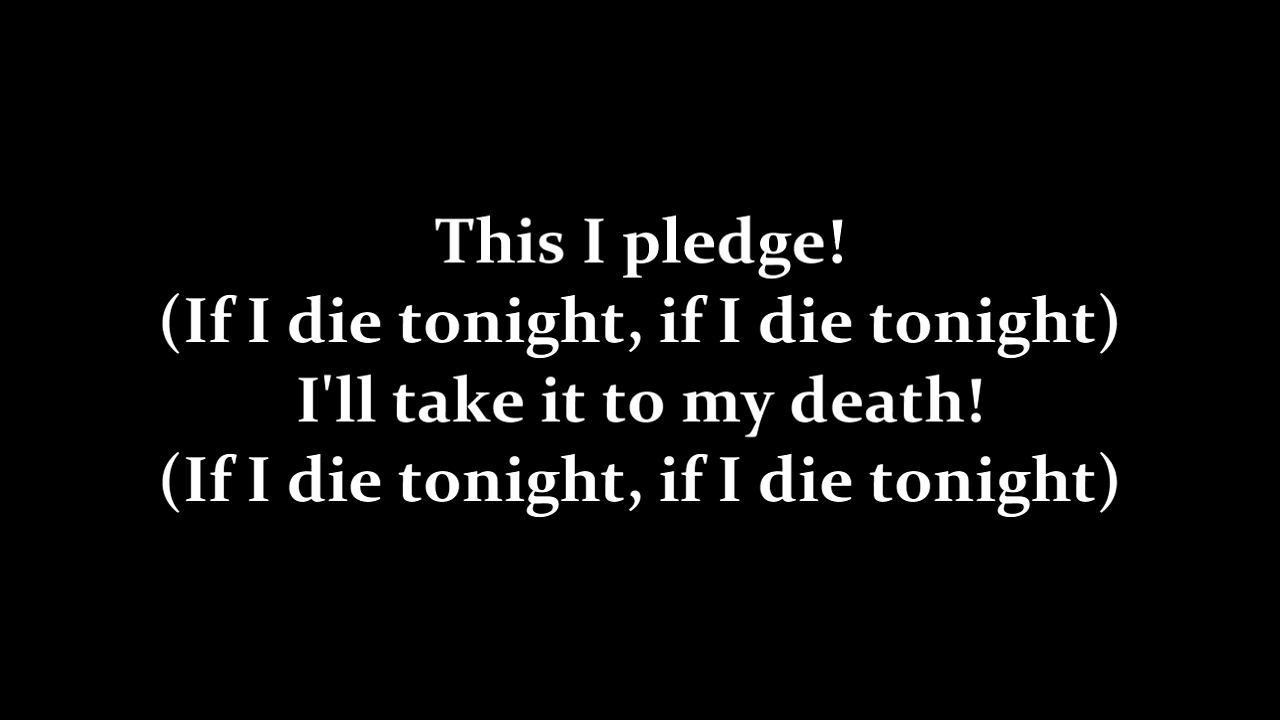 This I pledge!
(If I die tonight, if I die tonight)
I'll take it to my death!
(If I die tonight, if I die tonight)